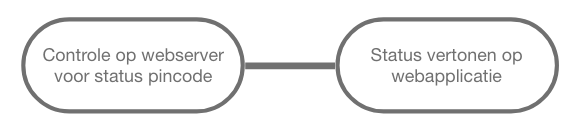 Controle op webserver
voor status pincode
Status vertonen op
webapplicatie